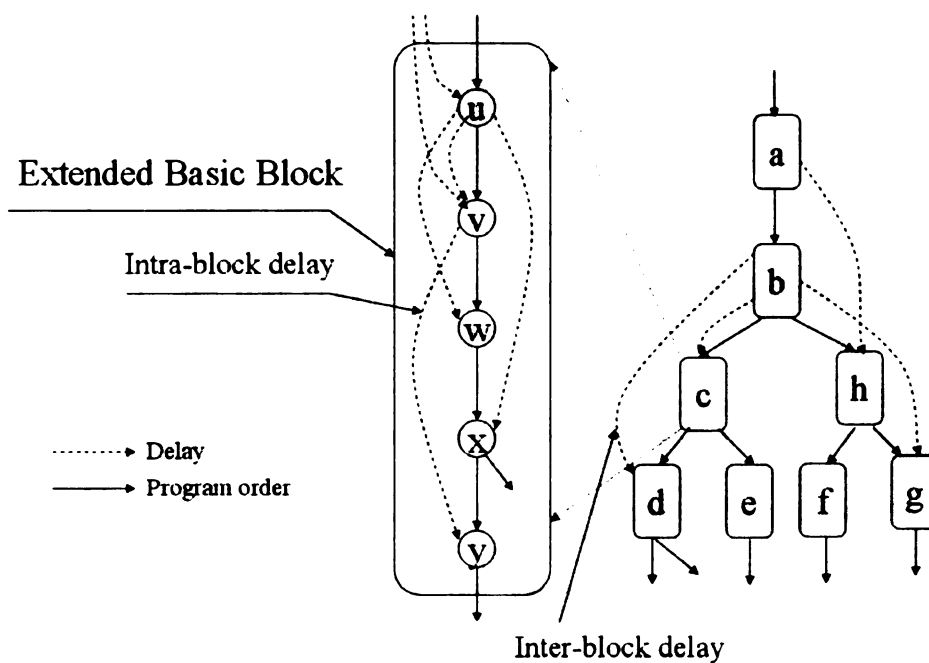 u
a
Extended Basic Block
v
Intra-block delay
b
w
c
h
x
Delay
Program order
d
e
f
g
v
Inter-block delay